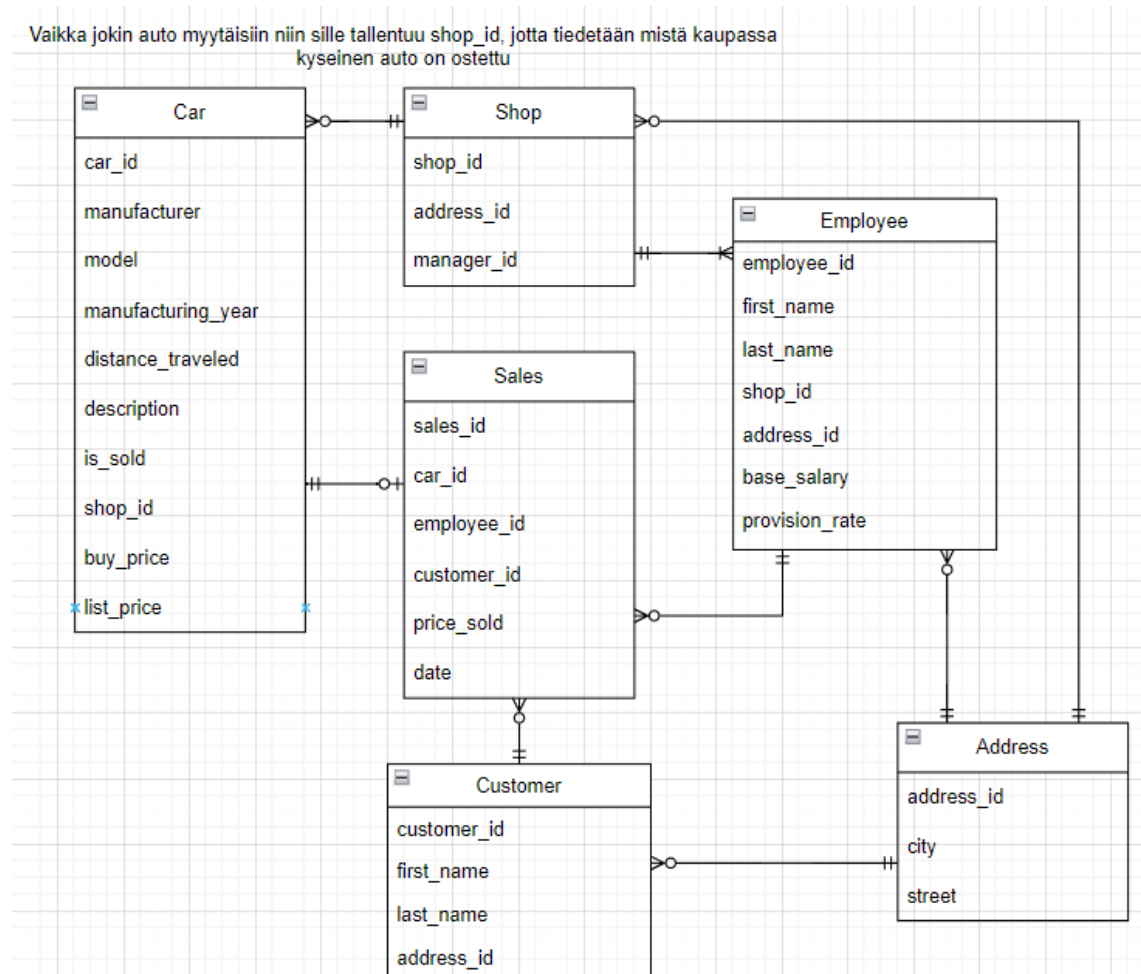 Vaikka jokin auto myytäisiin niin sille tallentuu shop_id, jotta tiedetään mistä kaupassa
kyseinen auto on ostettu
Car
car_id
manufacturer
model
manufacturing_year
distance_traveled
description
is_sold
shop_id
buy_price
list_price
Shop
shop_id
address_id
manager_id
Employee
employee_id
first_name
last_name
shop_id
address_id
base_salary
provision_rate
Sales
sales_id
car_id
employee_id
customer_id
price_sold
date
Customer
customer_id
first_name
last_name
address_id
Address
address_id
city
street